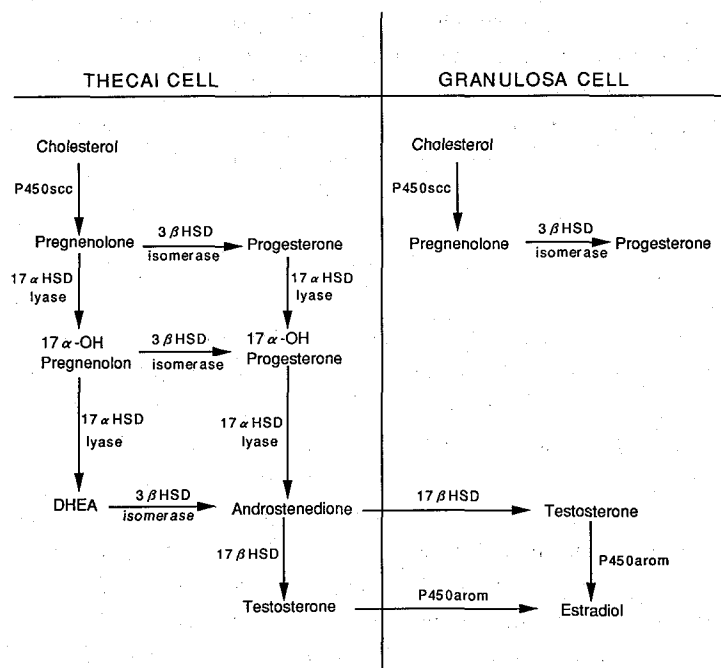 THECAI CELL
GRANULOSA CELL
Cholesterol
P450scc
Pregnenolone
3βHSD
isomerase
Progesterone
17αHSD
lyase
17αHSD
lyase
17α-OH
Pregnenolon
3βHSD
isomerase
17α-OH
Progesterone
17αHSD
lyase
17αHSD
lyase
DHEA
3βHSD
isomerase
Androstenedione
17βHSD
Testosterone
Cholesterol
P450scc
Pregnenolone
3βHSD
isomerase
Progesterone
17βHSD
Testosterone
P450arom
P450arom
Estradiol